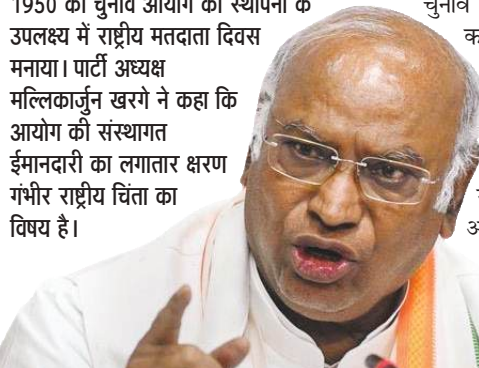 1950 को चुनाव आयोग की स्थापना के
उपलक्ष्य में राष्ट्रीय मतदाता दिवस
मनाया। पार्टी अध्यक्ष
मल्लिकार्जुन खरगे ने कहा कि
आयोग की संस्थागत
ईमानदारी का लगातार क्षरण
गंभीर राष्ट्रीय चिंता का
विषय है।
चुनाव